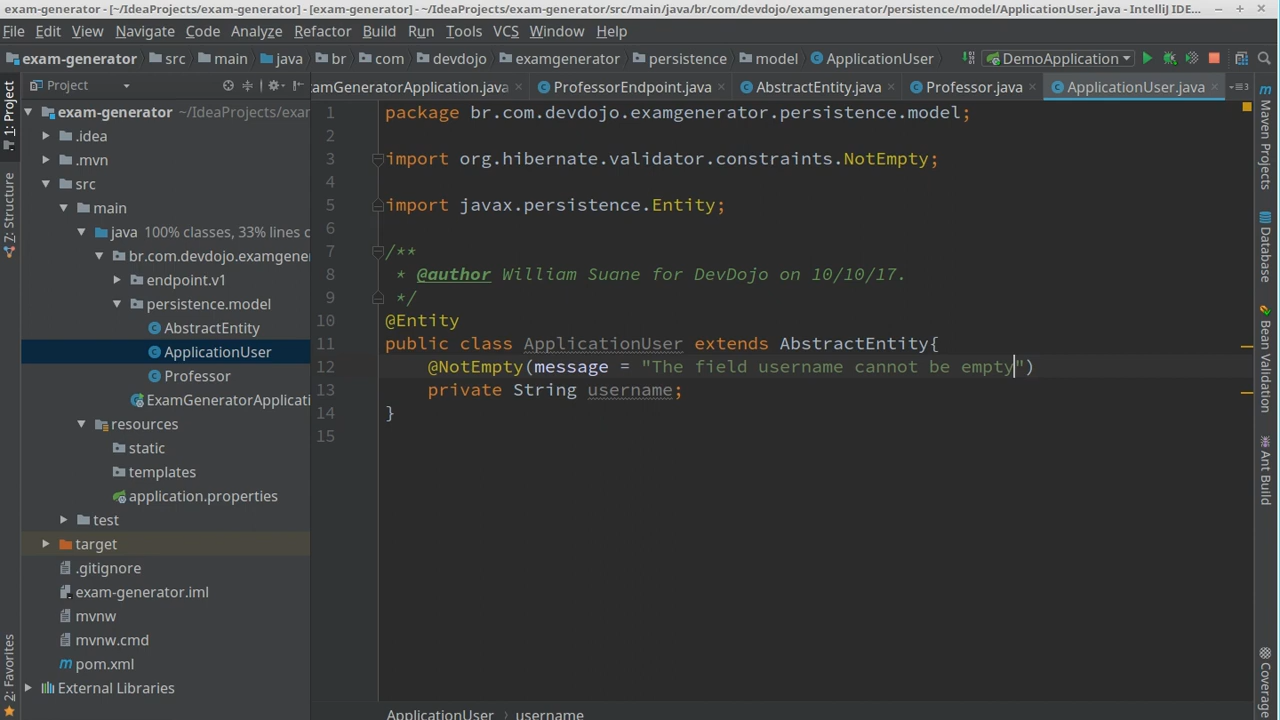 exam-generator - [~/IdeaProjects/exam-generator] - [exam-generator] - ~/IdeaProjects/exam-generator/src/main/java/br/com/devdojo/examgenerator/persistence/model/ApplicationUser.java - IntelliJ IDE...
File Edit View Navigate Code Analyze Refactor Build Run Tools VCS Window Help
exam-generator src main java br com devdojo examgenerator persistence model ApplicationUser DemoApplication
Project
xamGeneratorApplication.java ProfessorEndpoint.java AbstractEntity.java Professor.java ApplicationUser.java
1: Project
7: Structure
2: Favorites
exam-generator ~/IdeaProjects/exam
.idea
.mvn
src
main
java 100% classes, 33% lines c
br.com.devdojo.examgene
endpoint.v1
persistence.model
AbstractEntity
ApplicationUser
Professor
ExamGeneratorApplicati
resources
static
templates
application.properties
test
target
.gitignore
exam-generator.iml
mvnw
mvnw.cmd
pom.xml
External Libraries
1 package br.com.devdojo.examgenerator.persistence.model;
2
3 import org.hibernate.validator.constraints.NotEmpty;
4
5 import javax.persistence.Entity;
6
7 /**
8 * @author William Suane for DevDojo on 10/10/17.
9 */
10 @Entity
11 public class ApplicationUser extends AbstractEntity{
12 @NotEmpty(message = "The field username cannot be empty")
13 private String username;
14 }
15
ApplicationUser › username
Maven Projects
Database
Bean Validation
Ant Build
Coverage